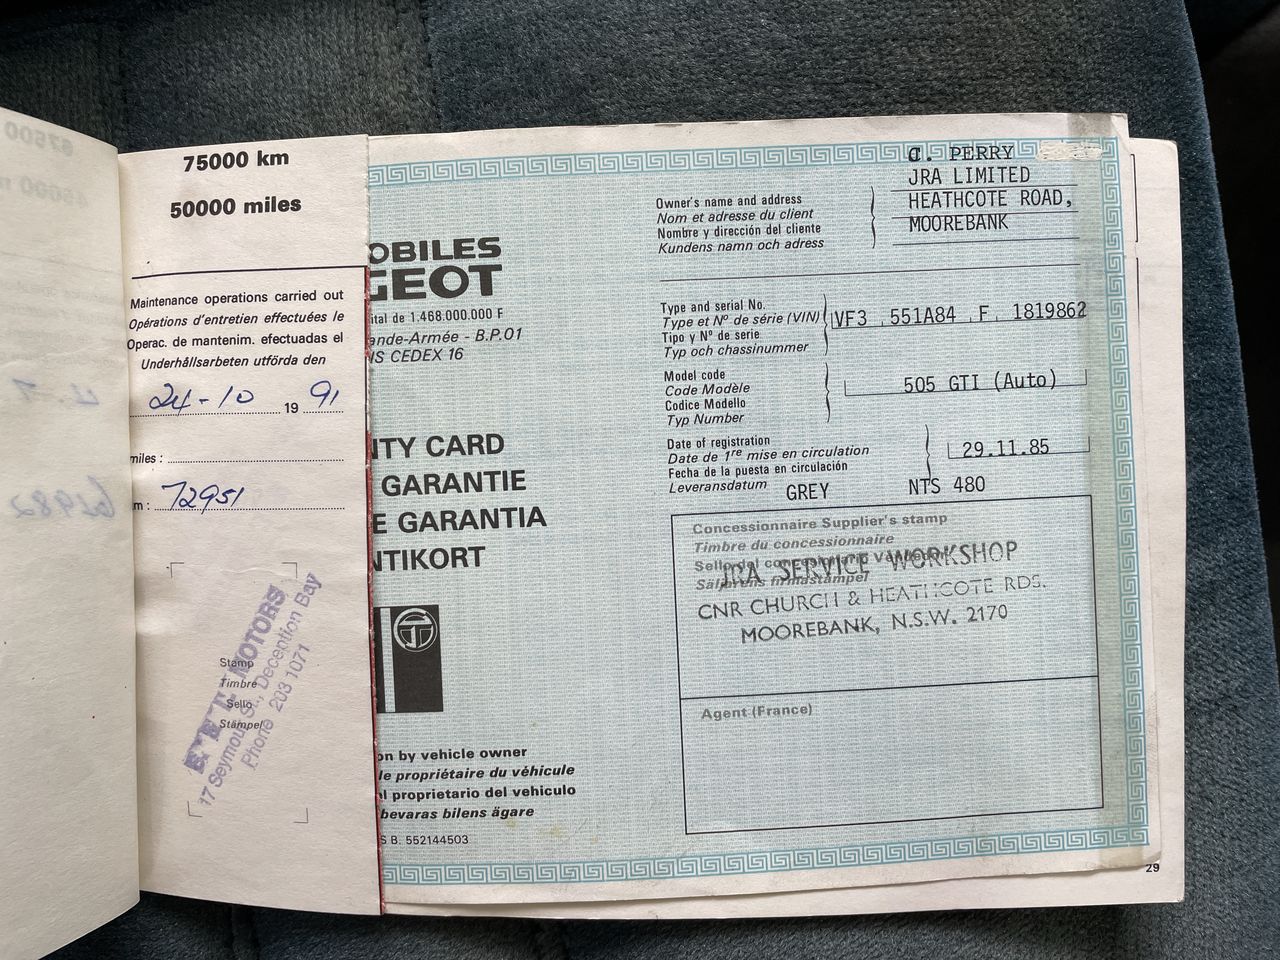 75000 km
50000 miles
Maintenance operations carried out
Opérations d'entretien effectuées le
Operac. de mantenim. efectuadas el
Underhållsarbeten utförda den
24-10 19 91
miles :
m : 72951
MOTORS
17 Seymour St., Deception Bay
Phone 203 1071
Stamp
Timbre
Sello
Stämpel
OBILES
GEOT
ital de 1.468.000.000 F
ande-Armée - B.P.01
IS CEDEX 16
NTY CARD
GARANTIE
E GARANTIA
NTIKORT
on by vehicle owner
le propriétaire du véhicule
l proprietario del vehiculo
bevaras bilens ägare
S B. 552144503
C. PERRY
JRA LIMITED
HEATHCOTE ROAD,
MOOREBANK
Owner's name and address
Nom et adresse du client
Nombre y dirección del cliente
Kundens namn och adress
Type and serial No.
Type et Nº de série (VIN)
Tipo y Nº de serie
Typ och chassinummer
VF3 551A84 F 1819862
Model code
Code Modèle
Codice Modello
Typ Number
505 GTI (Auto)
Date of registration
Date de 1re mise en circulation
Fecha de la puesta en circulación
Leveransdatum
29.11.85
GREY NTS 480
Concessionnaire Supplier's stamp
Timbre du concessionnaire
JRA SERVICE WORKSHOP
CNR CHURCH & HEATHCOTE RDS.
MOOREBANK, N.S.W. 2170
Agent (France)
29